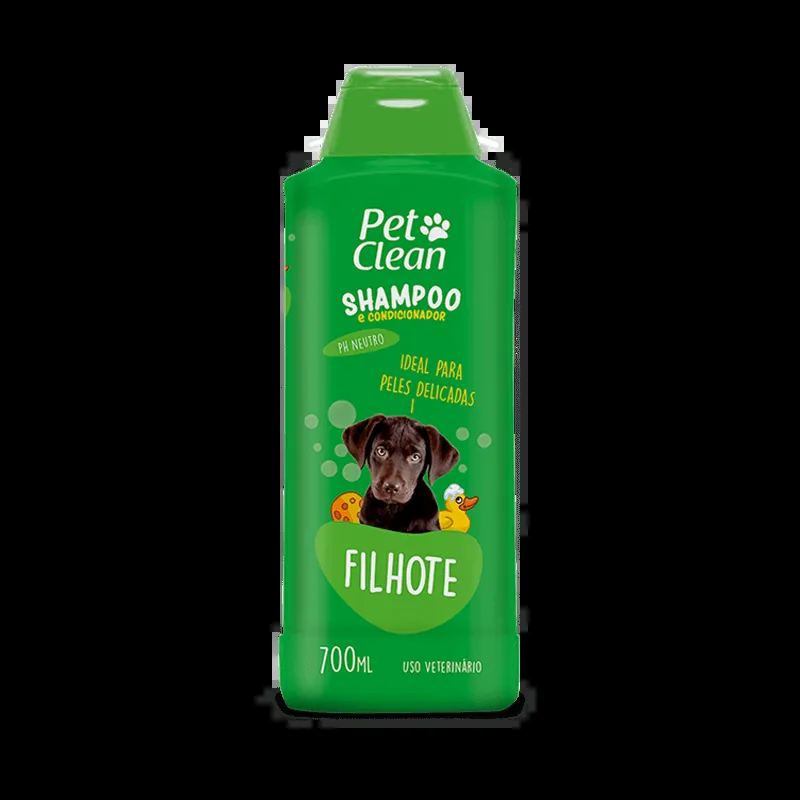 Pet
Clean
SHAMPOO
e CONDICIONADOR
PH NEUTRO
IDEAL PARA
PELES DELICADAS
FILHOTE
700ML
USO VETERINÁRIO